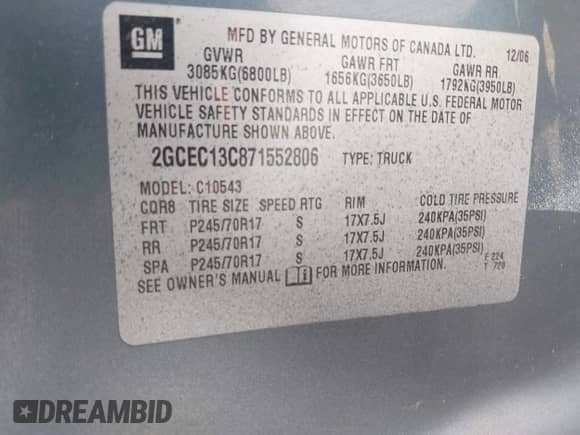 GM
MFD BY GENERAL MOTORS OF CANADA LTD. 12/06
GVWR GAWR FRT GAWR RR
3085KG(6800LB) 1656KG(3650LB) 1792KG(3950LB)
THIS VEHICLE CONFORMS TO ALL APPLICABLE U.S. FEDERAL MOTOR
VEHICLE SAFETY STANDARDS IN EFFECT ON THE DATE OF
MANUFACTURE SHOWN ABOVE.
2GCEC13C871552806 TYPE: TRUCK
MODEL: C10543
CQR8 TIRE SIZE SPEED RTG RIM COLD TIRE PRESSURE
FRT P245/70R17 S 17X7.5J 240KPA(35PSI)
RR P245/70R17 S 17X7.5J 240KPA(35PSI)
SPA P245/70R17 S 17X7.5J 240KPA(35PSI)
SEE OWNER'S MANUAL FOR MORE INFORMATION.
E 224
T 720
DREAMBID